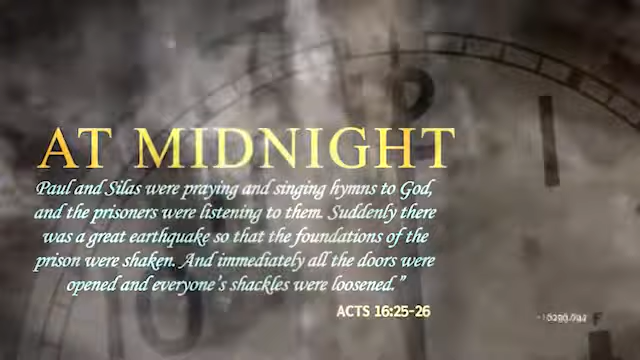 AT MIDNIGHT
Paul and Silas were praying and singing hymns to God,
and the prisoners were listening to them. Suddenly there
was a great earthquake so that the foundations of the
prison were shaken. And immediately all the doors were
opened and everyone's shackles were loosened."
ACTS 16:25-26